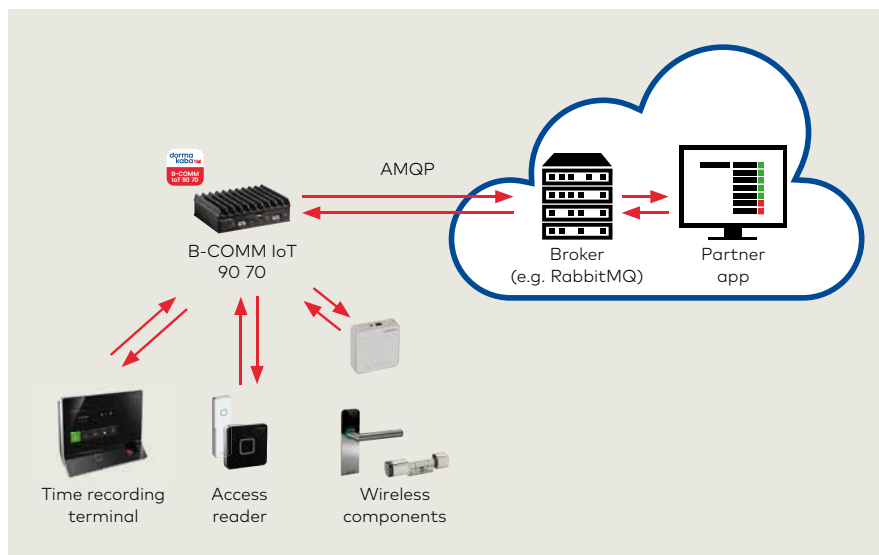 dorma
kaba
B-COMM
IoT 90 70
AMQP
B-COMM IoT
90 70
Broker
(e.g. RabbitMQ)
Partner
app
Time recording
terminal
Access
reader
Wireless
components